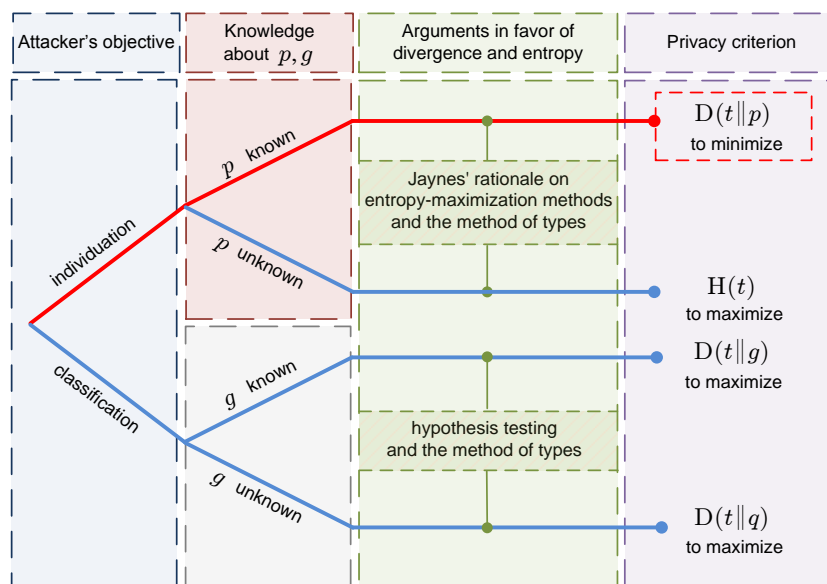 Attacker's objective
Knowledge
about p, g
Arguments in favor of
divergence and entropy
Privacy criterion
individuation
classification
p known
p unknown
g known
g unknown
Jaynes' rationale on
entropy-maximization methods
and the method of types
hypothesis testing
and the method of types
D(t‖p)
to minimize
H(t)
to maximize
D(t‖g)
to maximize
D(t‖q)
to maximize